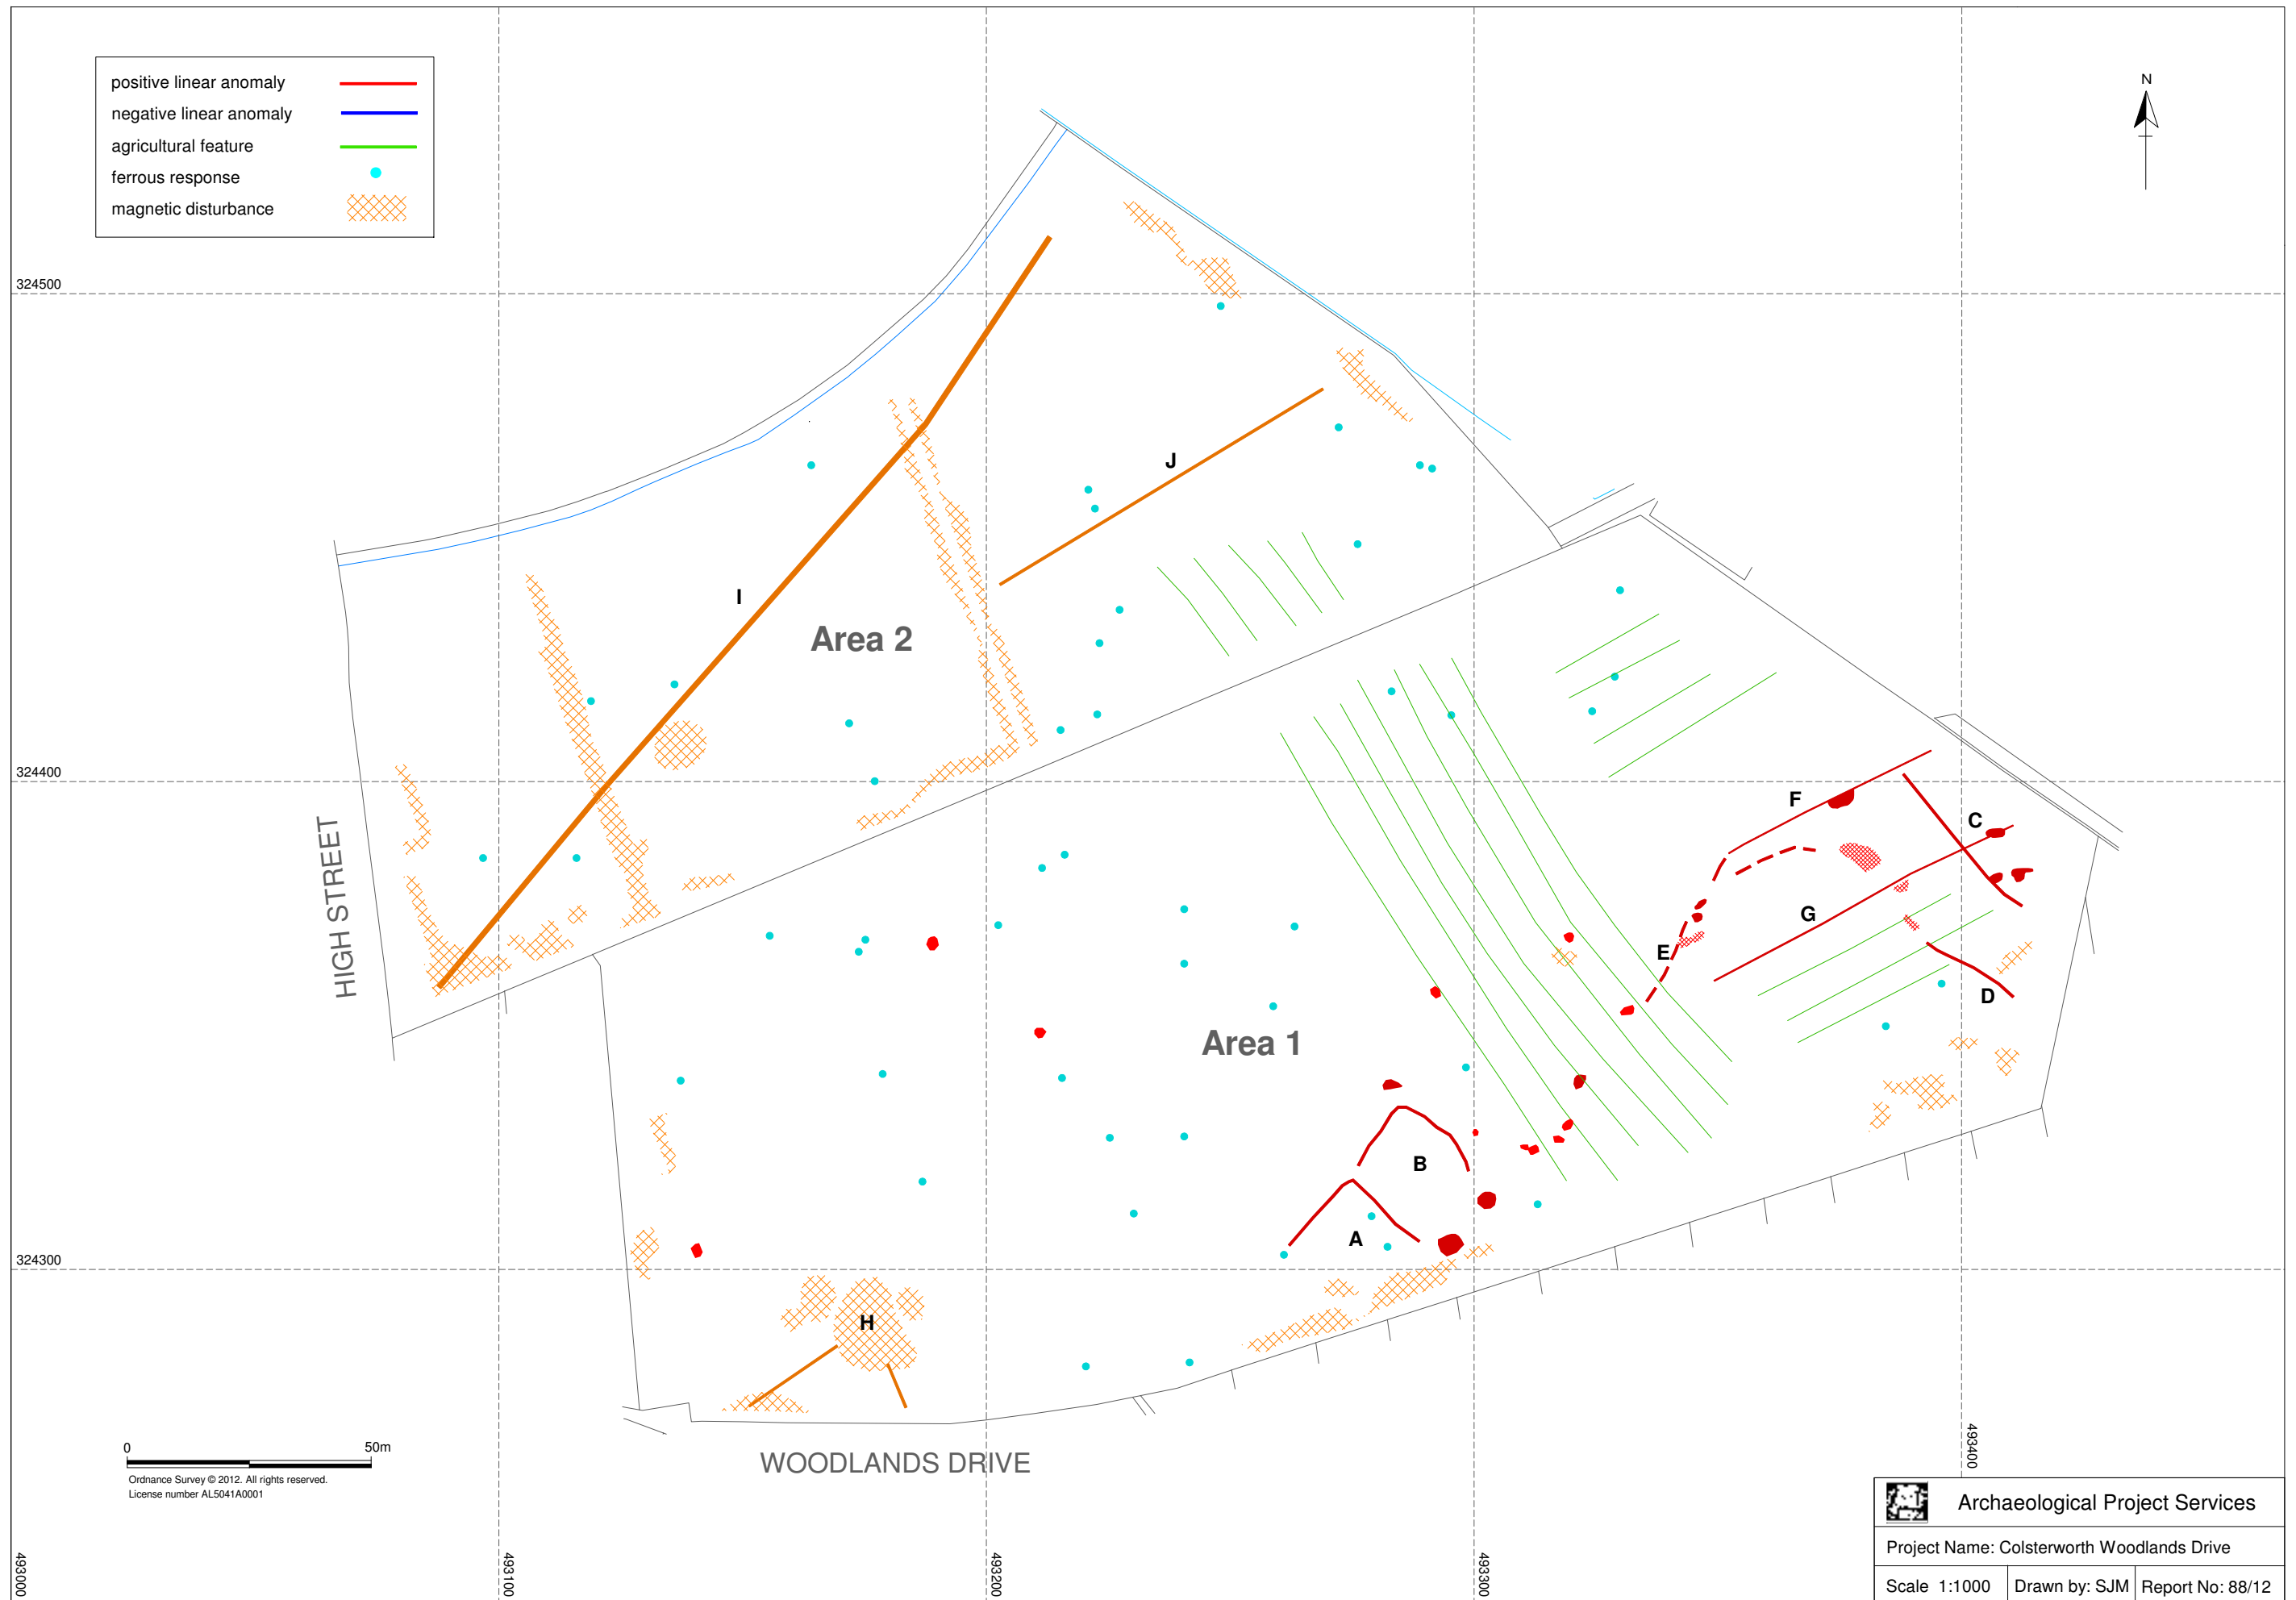 positive linear anomaly
negative linear anomaly
agricultural feature
ferrous response
magnetic disturbance
N
324500
J
I
Area 2
324400
F
C
G
E
D
HIGH STREET
Area 1
B
A
324300
H
WOODLANDS DRIVE
0 50m
Ordnance Survey © 2012. All rights reserved.
License number AL5041A0001
493000
493100
493200
493300
493400
Archaeological Project Services
Project Name: Colsterworth Woodlands Drive
Scale 1:1000 Drawn by: SJM Report No: 88/12